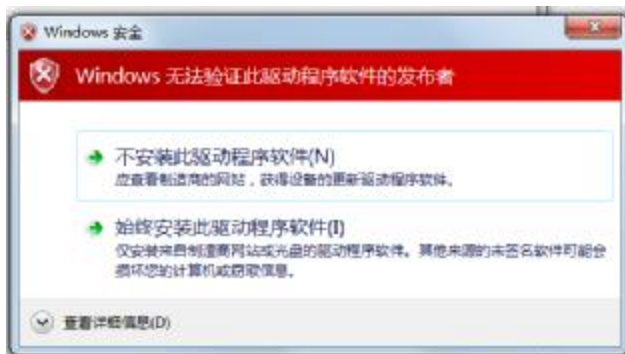 Windows 安全
Windows 无法验证此驱动程序软件的发布者
不安装此驱动程序软件(N)
应查看制造商的网站，获得设备的更新驱动程序软件。
始终安装此驱动程序软件(I)
仅安装来自制造商网站或光盘的驱动程序软件。其他来源的未签名软件可能会
损坏您的计算机或窃取信息。
查看详细信息(D)